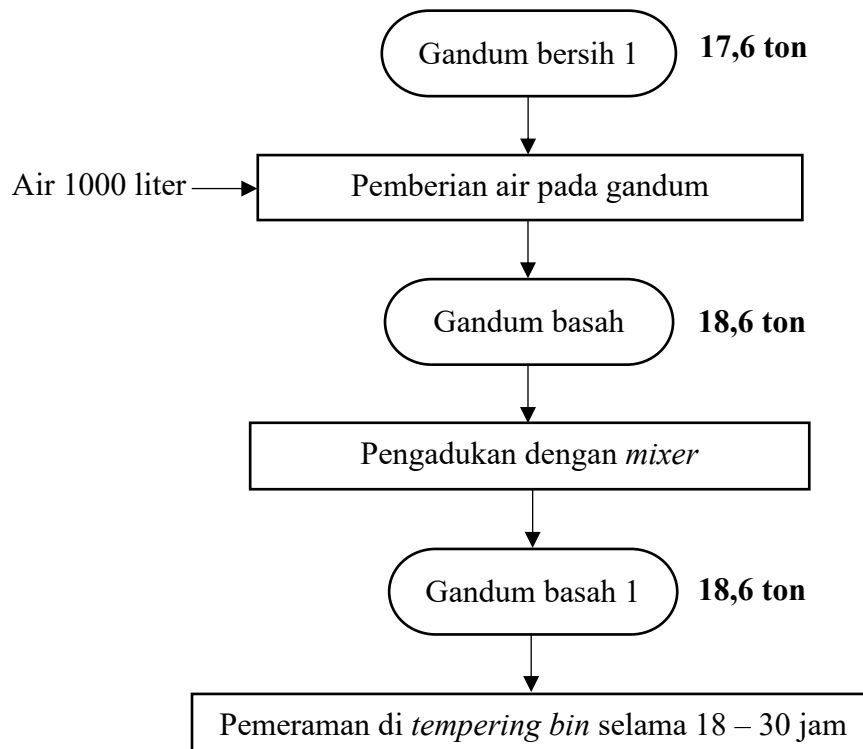 Gandum bersih 1
17,6 ton
Air 1000 liter
Pemberian air pada gandum
Gandum basah
18,6 ton
Pengadukan dengan mixer
Gandum basah 1
18,6 ton
Pemeraman di tempering bin selama 18 – 30 jam